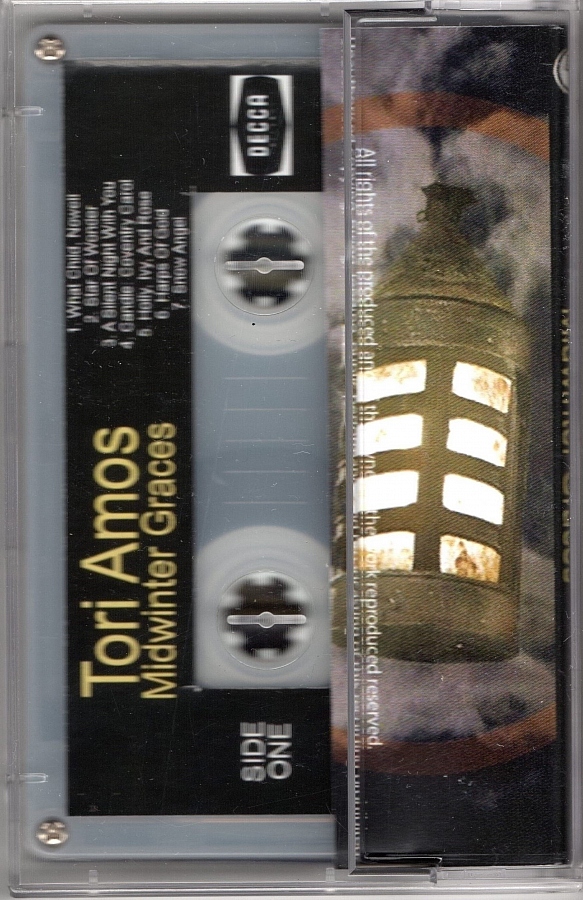 Tori Amos
Midwinter Graces
1. What Child, Nowell
2. Star Of Wonder
3. A Silent Night With You
4. Candle: Coventry Carol
5. Holly, Ivy And Rose
6. Harps Of Gold
7. Snow Angel
DECCA
SIDE
ONE
All rights of the produced and the work reproduced reserved.